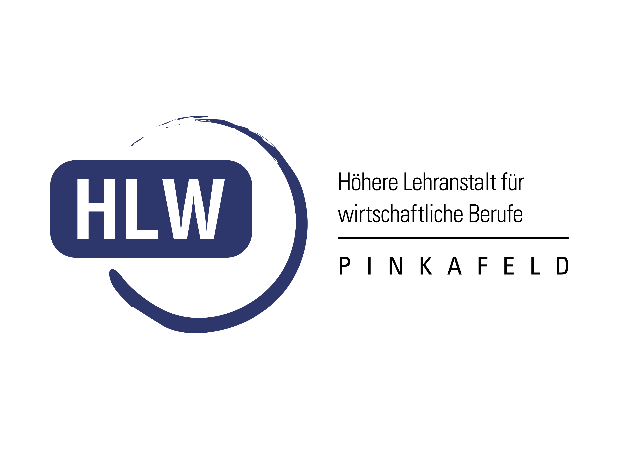 HLW
Höhere Lehranstalt für
wirtschaftliche Berufe
PINKAFELD